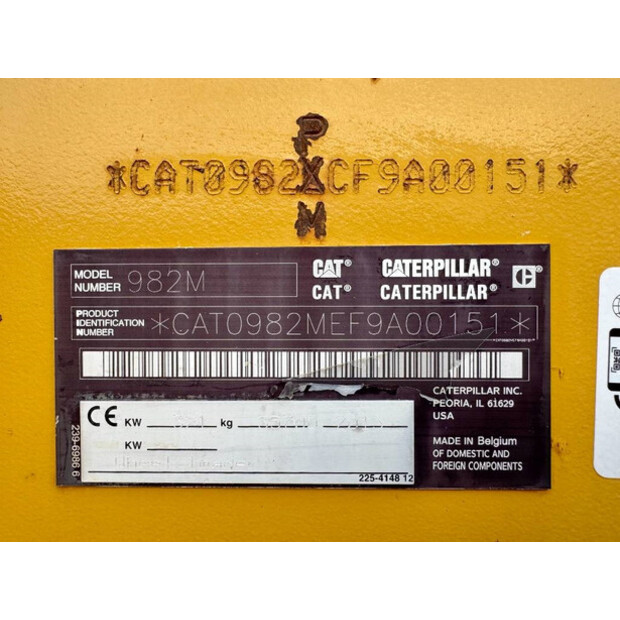 P
*CAT0982XCF9A00151*
M
MODEL NUMBER 982M
CAT® CATERPILLAR® C®
CAT® CATERPILLAR®
PRODUCT IDENTIFICATION NUMBER *CAT0982MEF9A00151*
CATERPILLAR INC.
PEORIA, IL 61629
USA
CE KW kg
KW
MADE IN Belgium
OF DOMESTIC AND
FOREIGN COMPONENTS
239-6986 6
225-4148 12